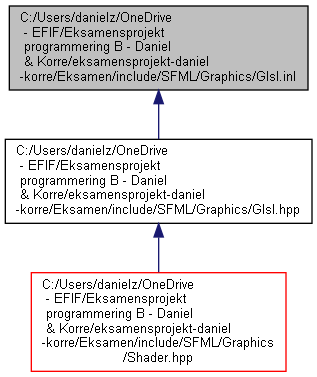 C:/Users/danielz/OneDrive
- EFIF/Eksamensprojekt
programmering B - Daniel
& Korre/eksamensprojekt-daniel
-korre/Eksamen/include/SFML/Graphics/Glsl.inl
C:/Users/danielz/OneDrive
- EFIF/Eksamensprojekt
programmering B - Daniel
& Korre/eksamensprojekt-daniel
-korre/Eksamen/include/SFML/Graphics/Glsl.hpp
C:/Users/danielz/OneDrive
- EFIF/Eksamensprojekt
programmering B - Daniel
& Korre/eksamensprojekt-daniel
-korre/Eksamen/include/SFML/Graphics
/Shader.hpp